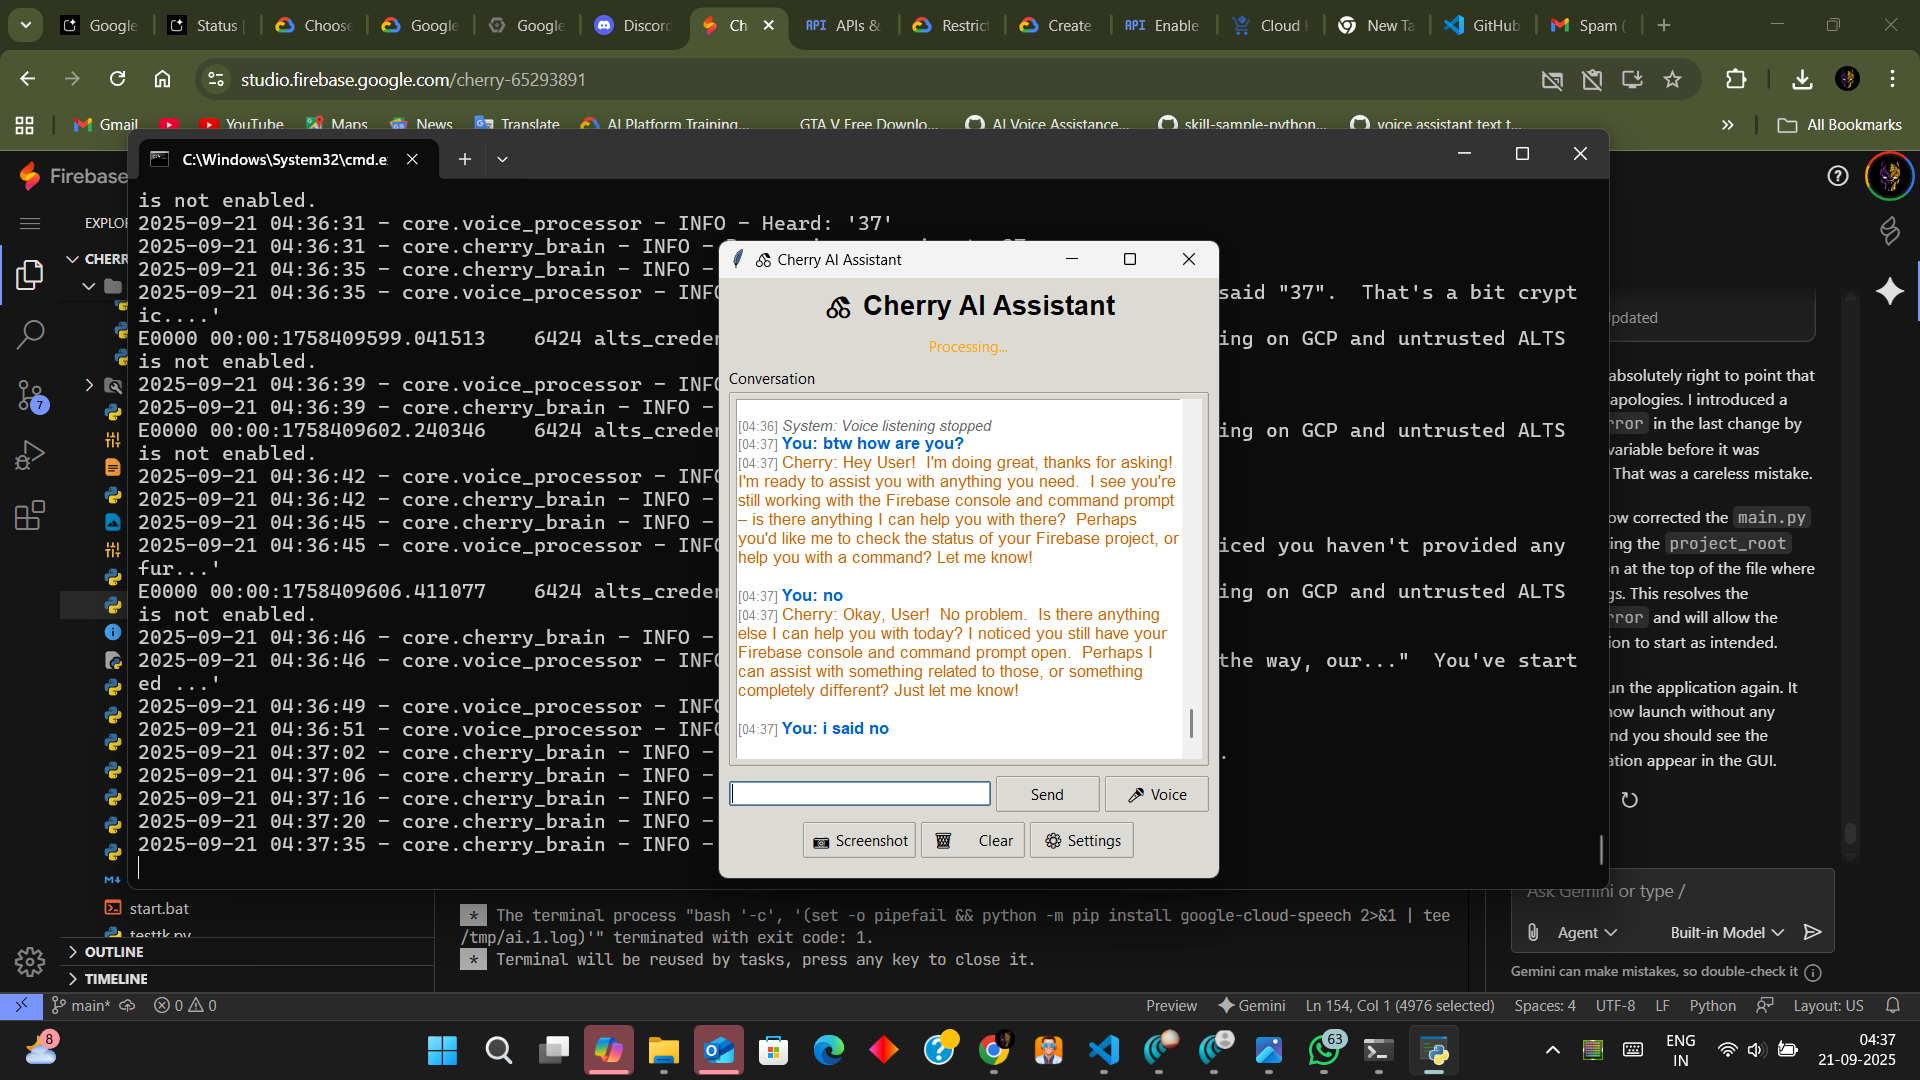 Google
Status
Choose
Google
Google
Discord
Ch
APIs &
Restrict
Create
Enable
Cloud
New Ta
GitHub
Spam (
studio.firebase.google.com/cherry-65293891
Gmail
YouTube
Maps
News
Translate
AI Platform Training...
GTA V Free Downlo...
AI Voice Assistance...
skill-sample-python...
voice assistant text t...
All Bookmarks
C:\Windows\System32\cmd.e
Firebase
EXPLOR
CHERR
is not enabled.
2025-09-21 04:36:31 - core.voice_processor - INFO - Heard: '37'
2025-09-21 04:36:31 - core.cherry_brain - INFO -
2025-09-21 04:36:35 - core.cherry_brain - INFO -
2025-09-21 04:36:35 - core.voice_processor - INFO said "37".  That's a bit crypt
ic....'
E0000 00:00:1758409599.041513    6424 alts_creden ing on GCP and untrusted ALTS
is not enabled.
2025-09-21 04:36:39 - core.voice_processor - INFO
2025-09-21 04:36:39 - core.cherry_brain - INFO -
E0000 00:00:1758409602.240346    6424 alts_creden ing on GCP and untrusted ALTS
is not enabled.
2025-09-21 04:36:42 - core.voice_processor - INFO
2025-09-21 04:36:42 - core.cherry_brain - INFO -
2025-09-21 04:36:45 - core.cherry_brain - INFO -
2025-09-21 04:36:45 - core.voice_processor - INFO iced you haven't provided any
fur...'
E0000 00:00:1758409606.411077    6424 alts_creden ing on GCP and untrusted ALTS
is not enabled.
2025-09-21 04:36:46 - core.cherry_brain - INFO -
2025-09-21 04:36:46 - core.voice_processor - INFO the way, our..."  You've start
ed ...'
2025-09-21 04:36:49 - core.voice_processor - INFO
2025-09-21 04:36:51 - core.voice_processor - INFO
2025-09-21 04:37:02 - core.cherry_brain - INFO - .
2025-09-21 04:37:06 - core.cherry_brain - INFO -
2025-09-21 04:37:16 - core.cherry_brain - INFO -
2025-09-21 04:37:20 - core.cherry_brain - INFO -
2025-09-21 04:37:35 - core.cherry_brain - INFO -
Cherry AI Assistant
Cherry AI Assistant
Processing...
Conversation
[04:36] System: Voice listening stopped
[04:37] You: btw how are you?
[04:37] Cherry: Hey User!  I'm doing great, thanks for asking!
I'm ready to assist you with anything you need.  I see you're
still working with the Firebase console and command prompt
– is there anything I can help you with there?  Perhaps
you'd like me to check the status of your Firebase project, or
help you with a command? Let me know!
[04:37] You: no
[04:37] Cherry: Okay, User!  No problem.  Is there anything
else I can help you with today? I noticed you still have your
Firebase console and command prompt open.  Perhaps I
can assist with something related to those, or something
completely different? Just let me know!
[04:37] You: i said no
Send
Voice
Screenshot
Clear
Settings
pdated
absolutely right to point that
apologies. I introduced a
ror in the last change by
variable before it was
That was a careless mistake.
ow corrected the main.py
ing the project_root
n at the top of the file where
gs. This resolves the
ror and will allow the
ion to start as intended.
un the application again. It
now launch without any
nd you should see the
ation appear in the GUI.
Ask Gemini or type /
Agent
Built-in Model
Gemini can make mistakes, so double-check it
7
start.bat
testtk.py
OUTLINE
TIMELINE
* The terminal process "bash '-c', '(set -o pipefail && python -m pip install google-cloud-speech 2>&1 | tee
/tmp/ai.1.log)'" terminated with exit code: 1.
* Terminal will be reused by tasks, press any key to close it.
main* 0 0
Preview
Gemini
Ln 154, Col 1 (4976 selected)
Spaces: 4
UTF-8
LF
Python
Layout: US
8
63
ENG
IN
04:37
21-09-2025